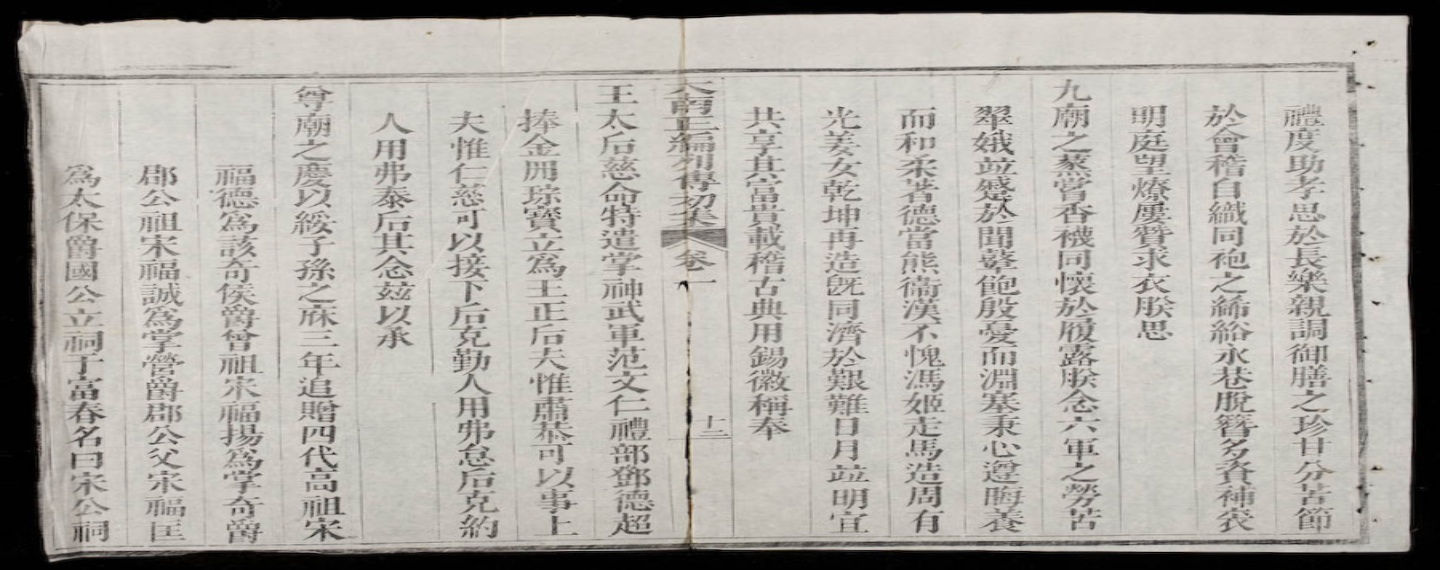 禮度助孝思於長樂親調御膳之珍甘分苦節
於會稽自織同袍之絺綌永巷脫簪多資補袞
明庭望燎屢贊求衣朕思
九廟之蒸嘗香襪同懷於履露朕念六軍之勞苦
翠娥竝蹙於聞鼙飽殷憂而淵塞秉心遵晦養
而和柔著德當熊衞漢不愧馮姬走馬造周有
光姜女乾坤再造旣同濟於艱難日月竝明宜
共享其富貴載稽古典用錫徽稱奉
大南正編列傳初集 卷一 十二
王太后慈命特遣掌神武軍范文仁禮部鄧德超
捧金冊琮寶立爲王正后夫惟肅恭可以事上
夫惟仁慈可以接下后克勤人用弗怠后克約
人用弗泰后其念茲以承
尊廟之慶以綏子孫之庥三年追贈四代高祖宋
福德爲該奇侯爵曾祖宋福揚爲掌奇爵
郡公祖宋福誠爲掌營爵郡公父宋福匡
爲太保爵國公立祠于富春名曰宋公祠